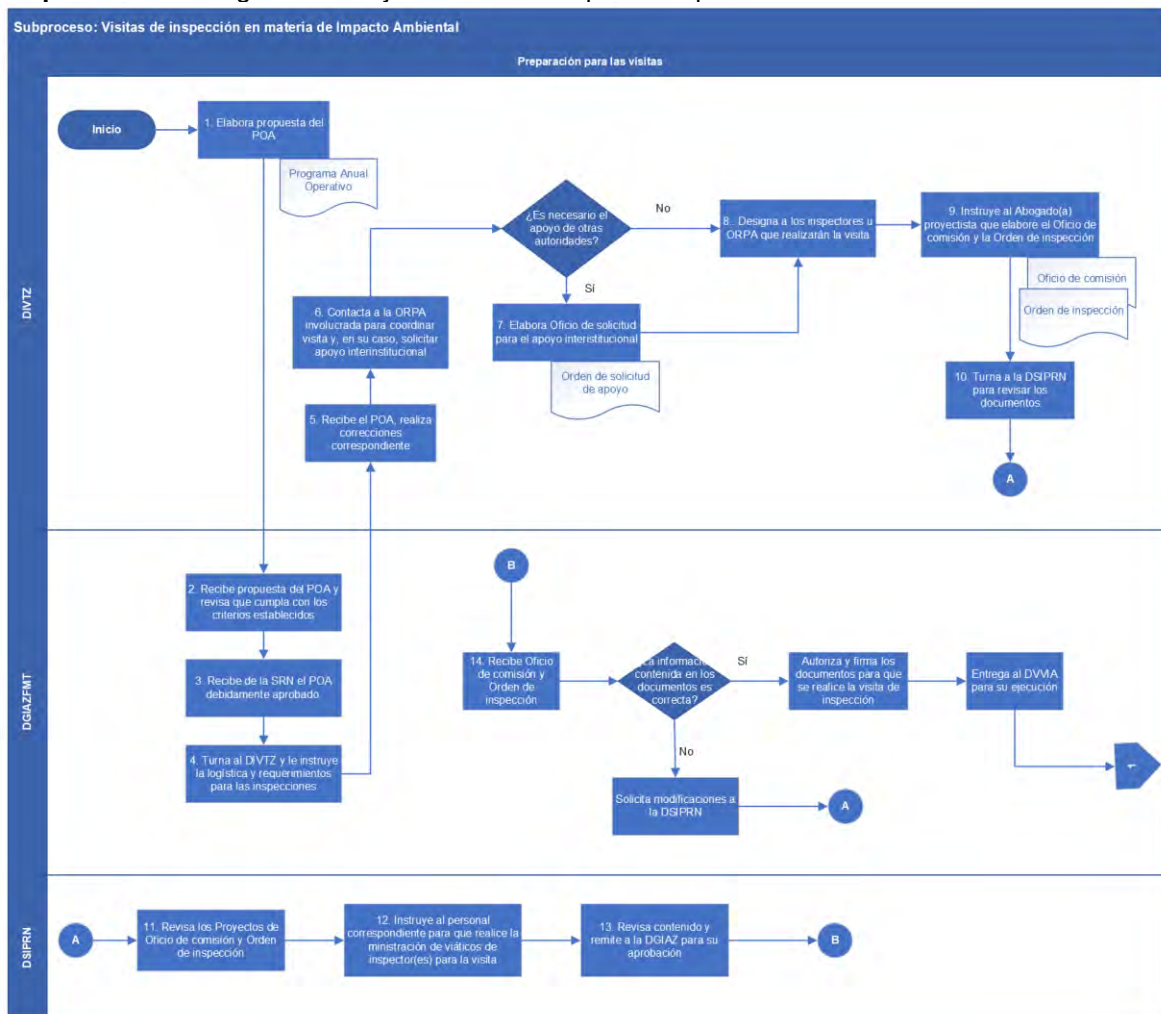 Subproceso: Visitas de inspección en materia de Impacto Ambiental
Preparación para las visitas
DIVTZ
Inicio
1. Elabora propuesta del
POA
Programa Anual
Operativo
¿Es necesario el
apoyo de otras
autoridades?
No
Sí
8. Designa a los inspectores u
ORPA que realizarán la visita
9. Instruye al Abogado(a)
proyectista que elabore el Oficio de
comisión y la Orden de inspección
Oficio de comisión
Orden de inspección
6. Contacta a la ORPA
involucrada para coordinar
visita y, en su caso, solicitar
apoyo interinstitucional
7. Elabora Oficio de solicitud
para el apoyo interistitucional
Orden de solicitud
de apoyo
10. Turna a la DSIPRN
para revisar los
documentos
5. Recibe el POA, realiza
correcciones
correspondiente
A
DGIAZFMT
B
2. Recibe propuesta del POA y
revisa que cumpla con los
criterios establecidos
3. Recibe de la SRN el POA
debidamente aprobado
4. Turna al DIVTZ y le instruye
la logística y requerimientos
para las inspecciones
14. Recibe Oficio
de comisión y
Orden de
inspección
¿La información
contenida en los
documentos es
correcta?
Sí
No
Autoriza y firma los
documentos para que
se realice la visita de
inspección
Entrega al DVMIA
para su ejecución
1
Solicita modificaciones a
la DSIPRN
A
DSIPRN
A
11. Revisa los Proyectos de
Oficio de comisión y Orden
de inspección
12. Instruye al personal
correspondiente para que realice la
ministración de viáticos de
inspector(es) para la visita
13. Revisa contenido y
remite a la DGIAZ para su
aprobación
B